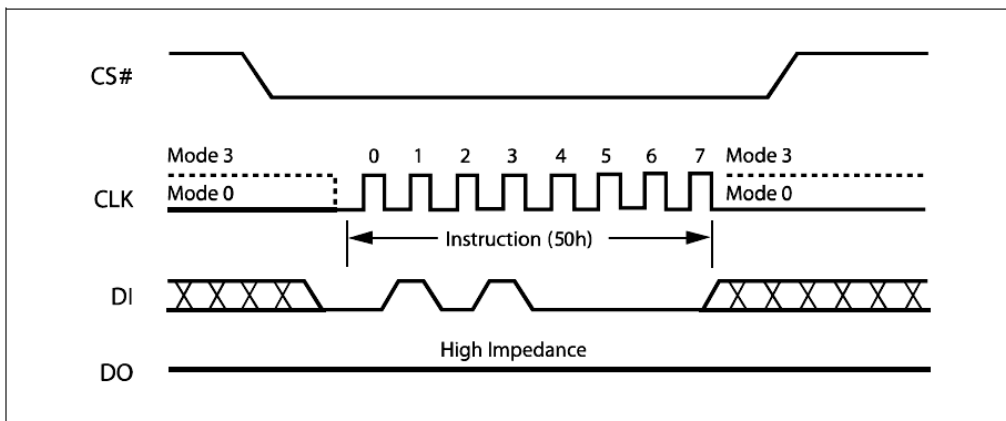 CS#
Mode 3 0 1 2 3 4 5 6 7 Mode 3
CLK Mode 0 Mode 0
Instruction (50h)
DI
High Impedance
DO